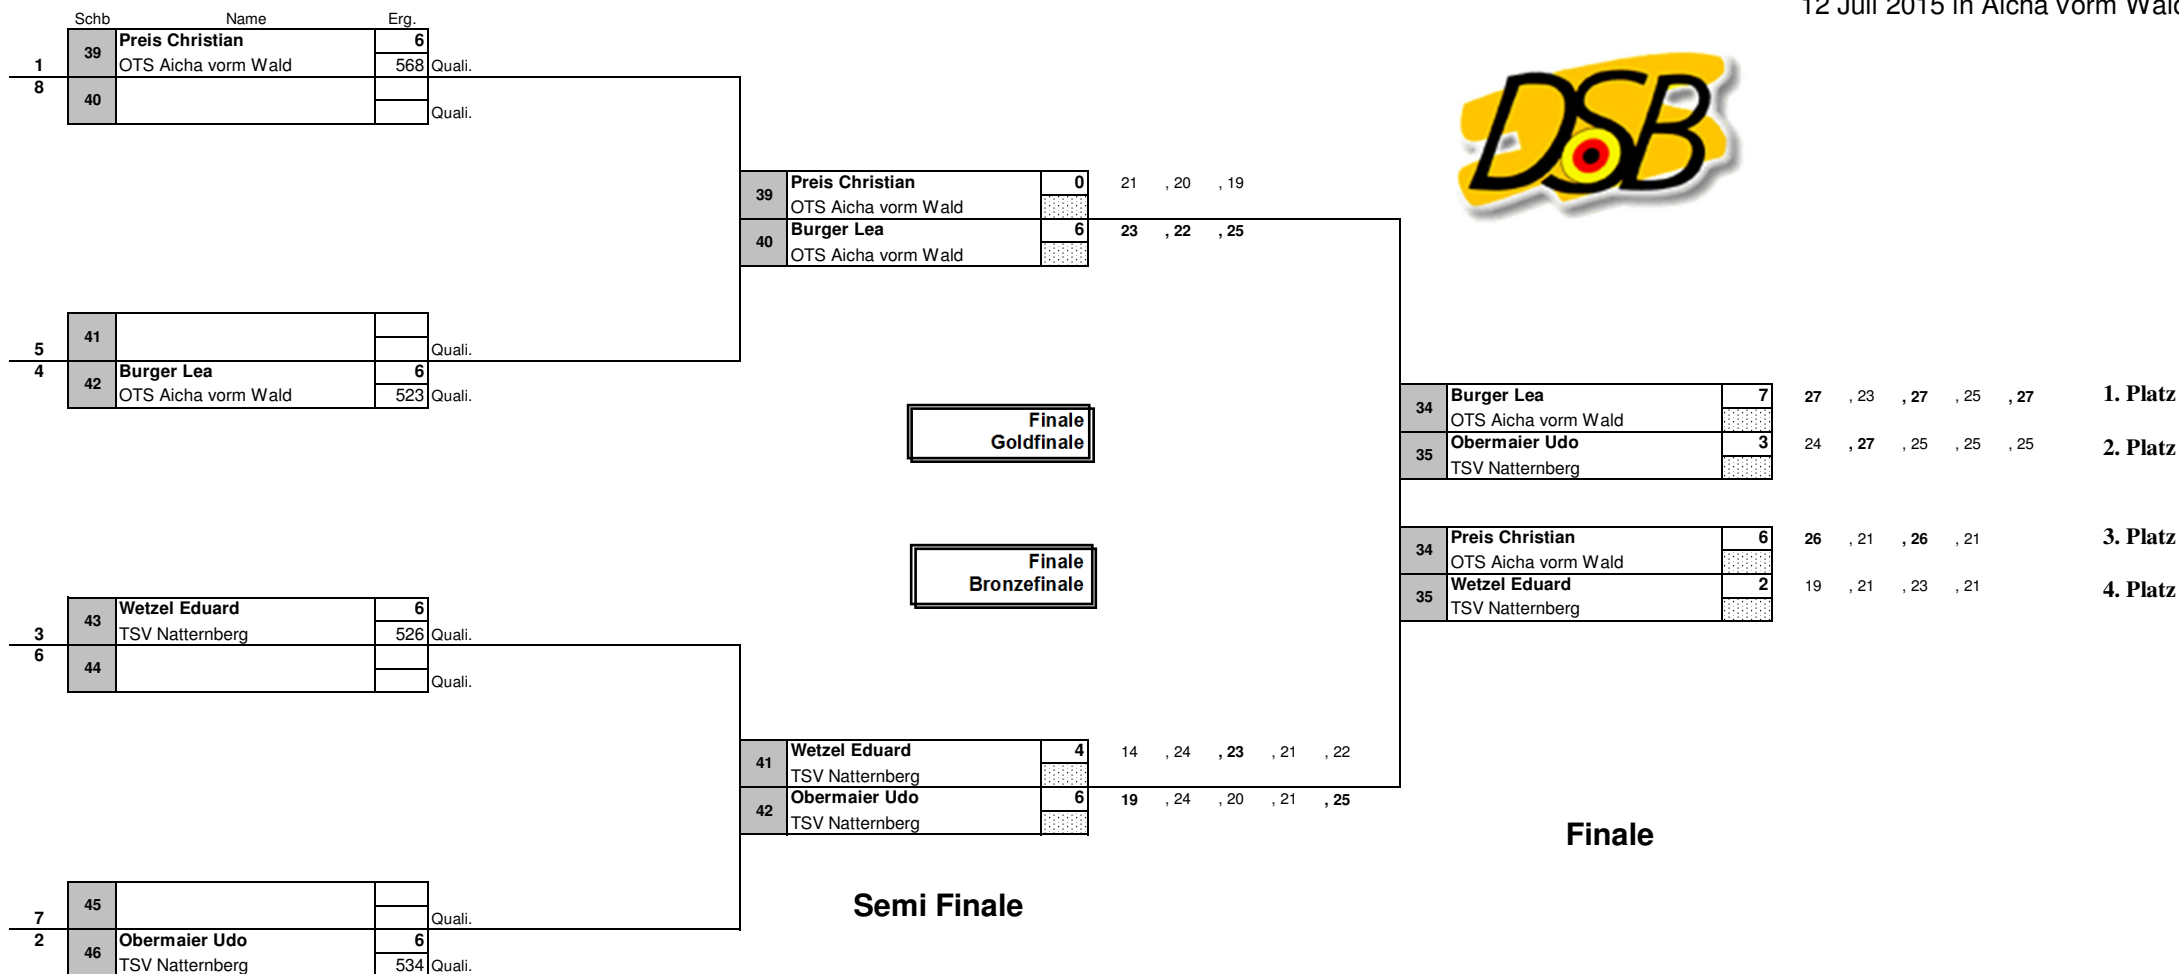 12 Juli 2015 in Aicha vorm Wald
Schb Name Erg.
39 Preis Christian 6
1 OTS Aicha vorm Wald 568 Quali.
8 40
Quali.
DSB
39 Preis Christian 0 21 , 20 , 19
OTS Aicha vorm Wald
40 Burger Lea 6 23 , 22 , 25
OTS Aicha vorm Wald
41
5 Quali.
4 42 Burger Lea 6
OTS Aicha vorm Wald 523 Quali.
Finale
Goldfinale
34 Burger Lea 7 27 , 23 , 27 , 25 , 27 1. Platz
OTS Aicha vorm Wald
35 Obermaier Udo 3 24 , 27 , 25 , 25 , 25 2. Platz
TSV Natternberg
Finale
Bronzefinale
34 Preis Christian 6 26 , 21 , 26 , 21 3. Platz
OTS Aicha vorm Wald
35 Wetzel Eduard 2 19 , 21 , 23 , 21 4. Platz
TSV Natternberg
43 Wetzel Eduard 6
3 TSV Natternberg 526 Quali.
6 44
Quali.
41 Wetzel Eduard 4 14 , 24 , 23 , 21 , 22
TSV Natternberg
42 Obermaier Udo 6 19 , 24 , 20 , 21 , 25
TSV Natternberg
Finale
Semi Finale
45
7 Quali.
2 46 Obermaier Udo 6
TSV Natternberg 534 Quali.